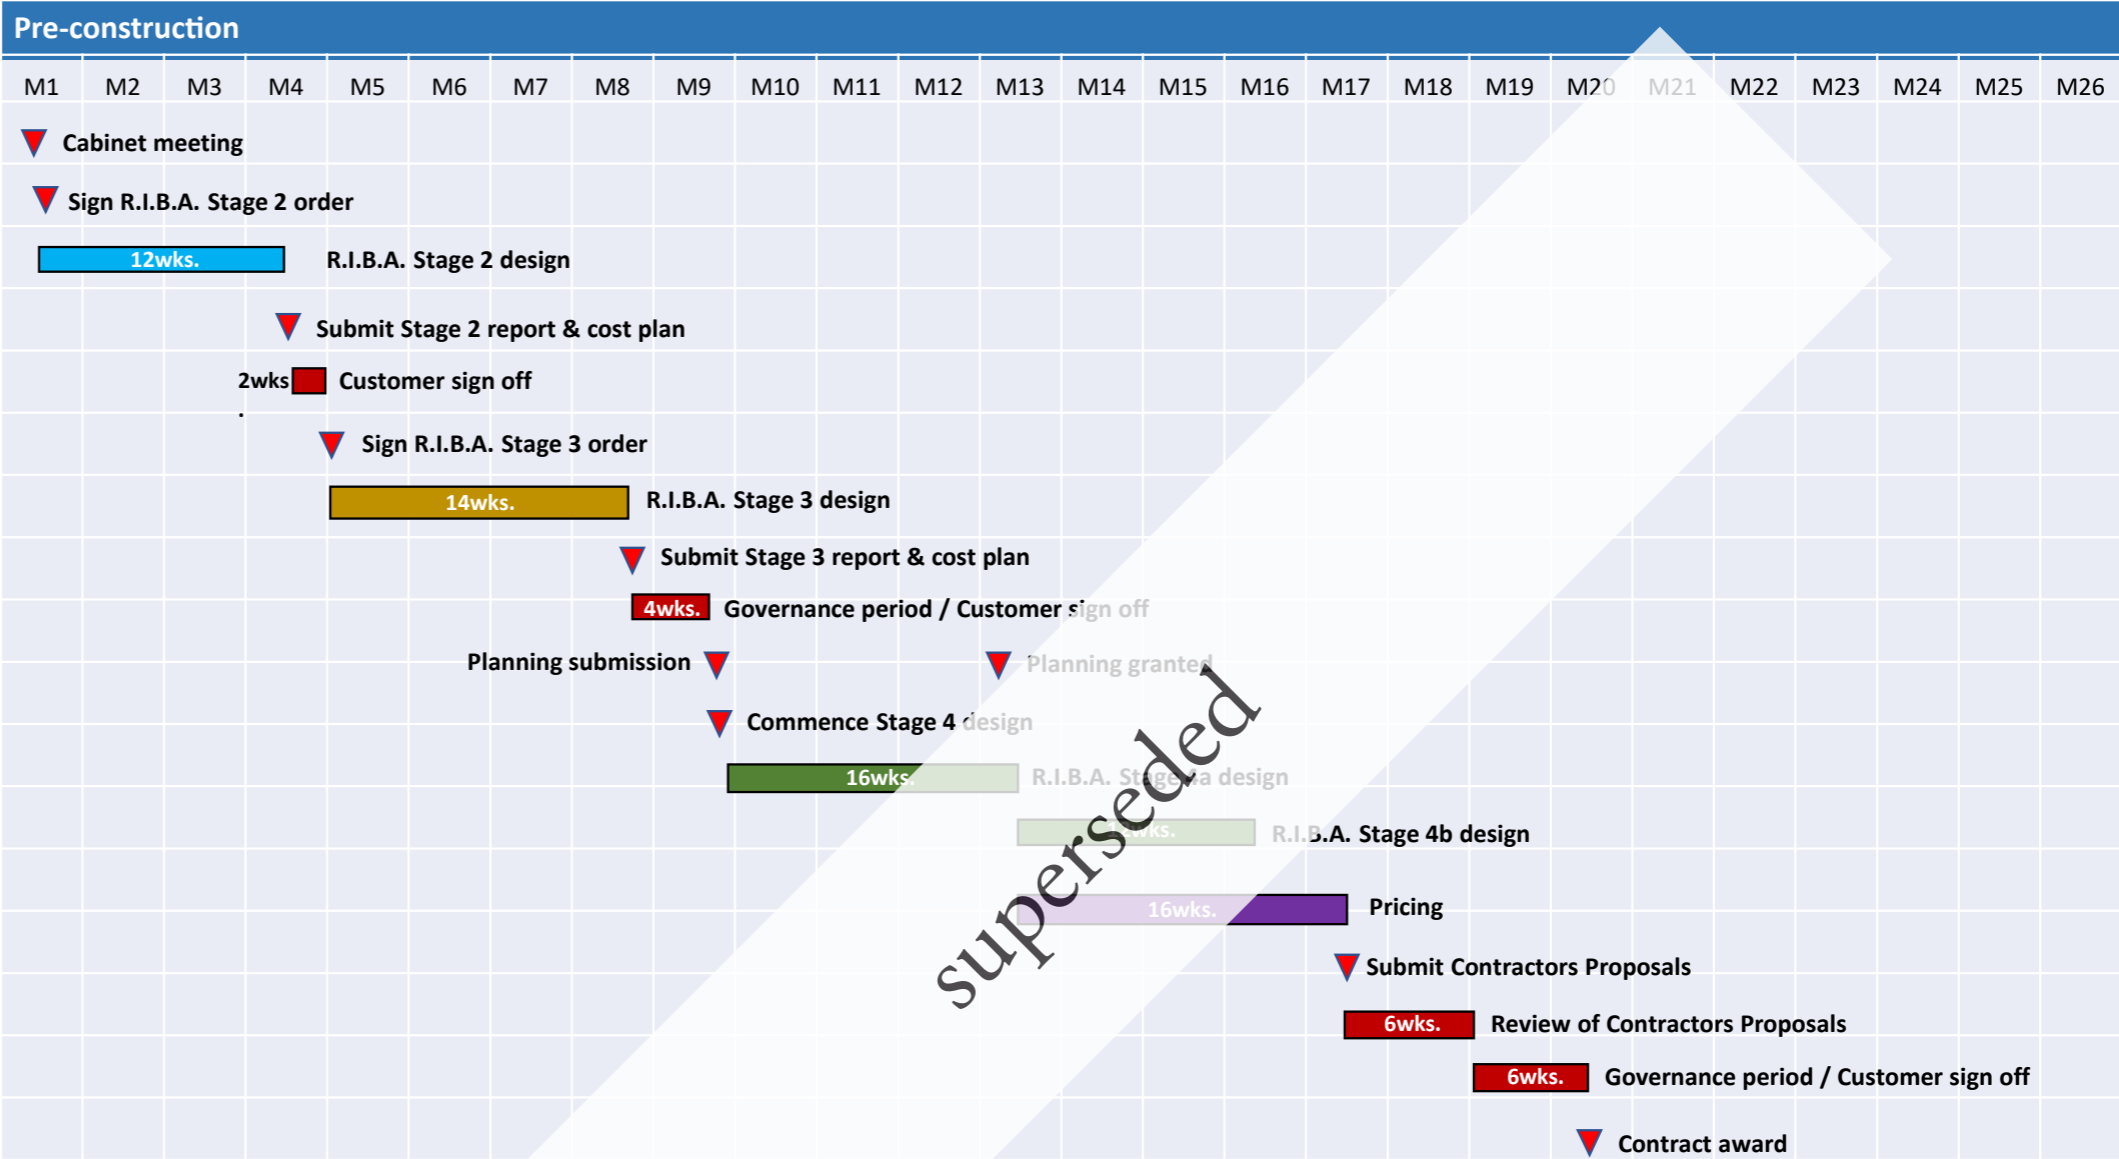 Pre-construction
M1 M2 M3 M4 M5 M6 M7 M8 M9 M10 M11 M12 M13 M14 M15 M16 M17 M18 M19 M20 M21 M22 M23 M24 M25 M26
Cabinet meeting
Sign R.I.B.A. Stage 2 order
12wks. R.I.B.A. Stage 2 design
Submit Stage 2 report & cost plan
2wks. Customer sign off
Sign R.I.B.A. Stage 3 order
14wks. R.I.B.A. Stage 3 design
Submit Stage 3 report & cost plan
4wks. Governance period / Customer sign off
Planning submission Planning granted
Commence Stage 4 design
16wks. R.I.B.A. Stage 4a design
12wks. R.I.B.A. Stage 4b design
16wks. Pricing
Submit Contractors Proposals
6wks. Review of Contractors Proposals
6wks. Governance period / Customer sign off
Contract award
superseded